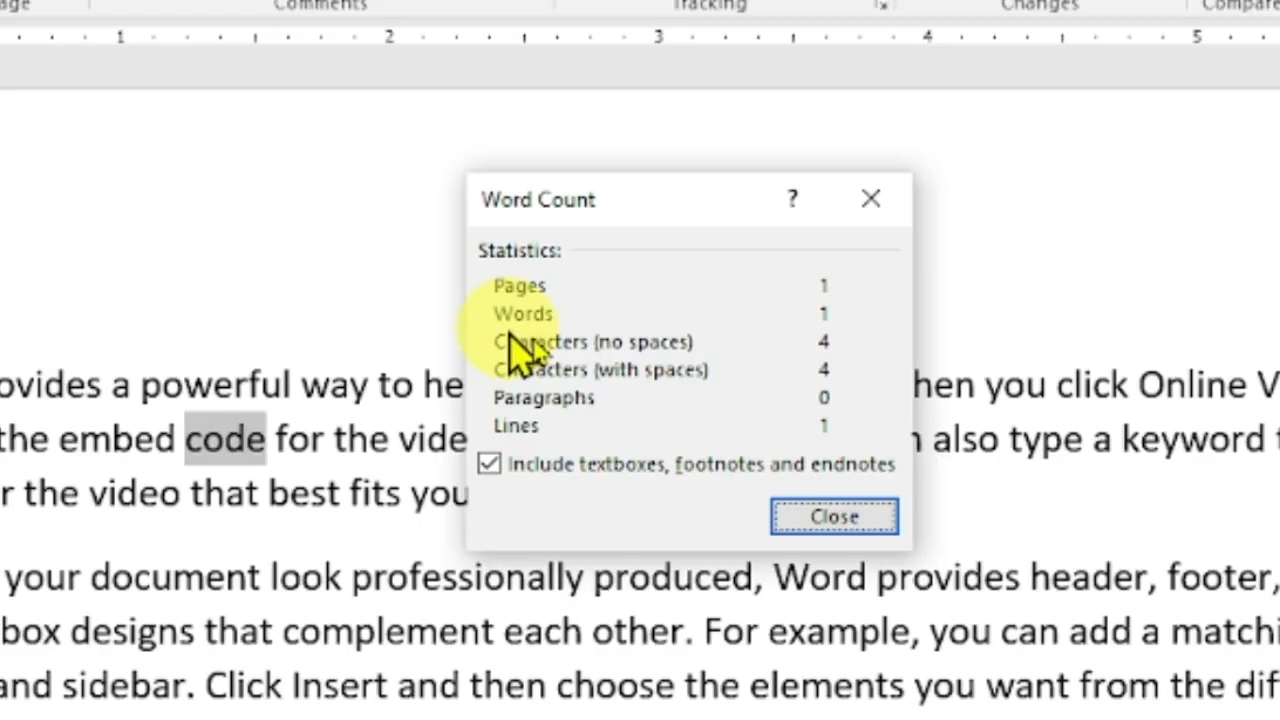 Comments Tracking Changes Compare
1 2 3 4 5
Word Count ? ×
Statistics:
Pages 1
Words 1
Characters (no spaces) 4
Characters (with spaces) 4
Paragraphs 0
Lines 1
Include textboxes, footnotes and endnotes
Close
ovides a powerful way to he hen you click Online V
the embed code for the vide also type a keyword
r the video that best fits you
your document look professionally produced, Word provides header, footer,
box designs that complement each other. For example, you can add a matchi
and sidebar. Click Insert and then choose the elements you want from the dif